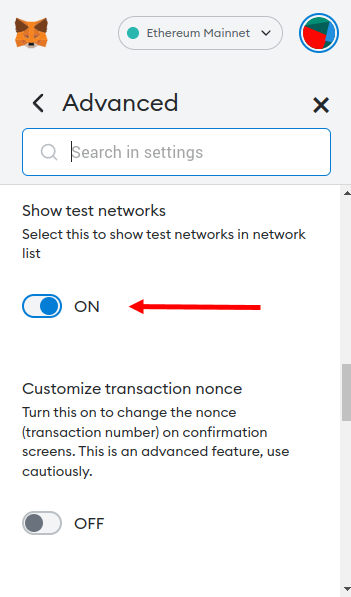 Ethereum Mainnet
Advanced
Search in settings
Show test networks
Select this to show test networks in network
list
ON
Customize transaction nonce
Turn this on to change the nonce
(transaction number) on confirmation
screens. This is an advanced feature, use
cautiously.
OFF